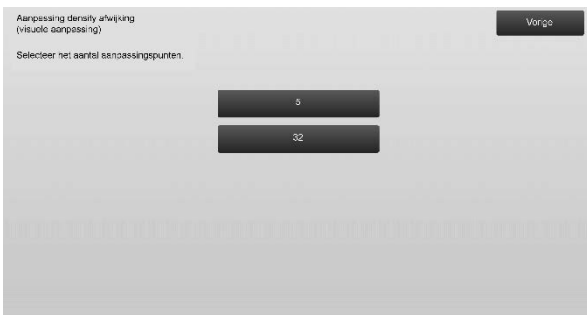 Aanpassing density afwijking
(visuele aanpassing)
Vorige
Selecteer het aantal aanpassingspunten.
5
32